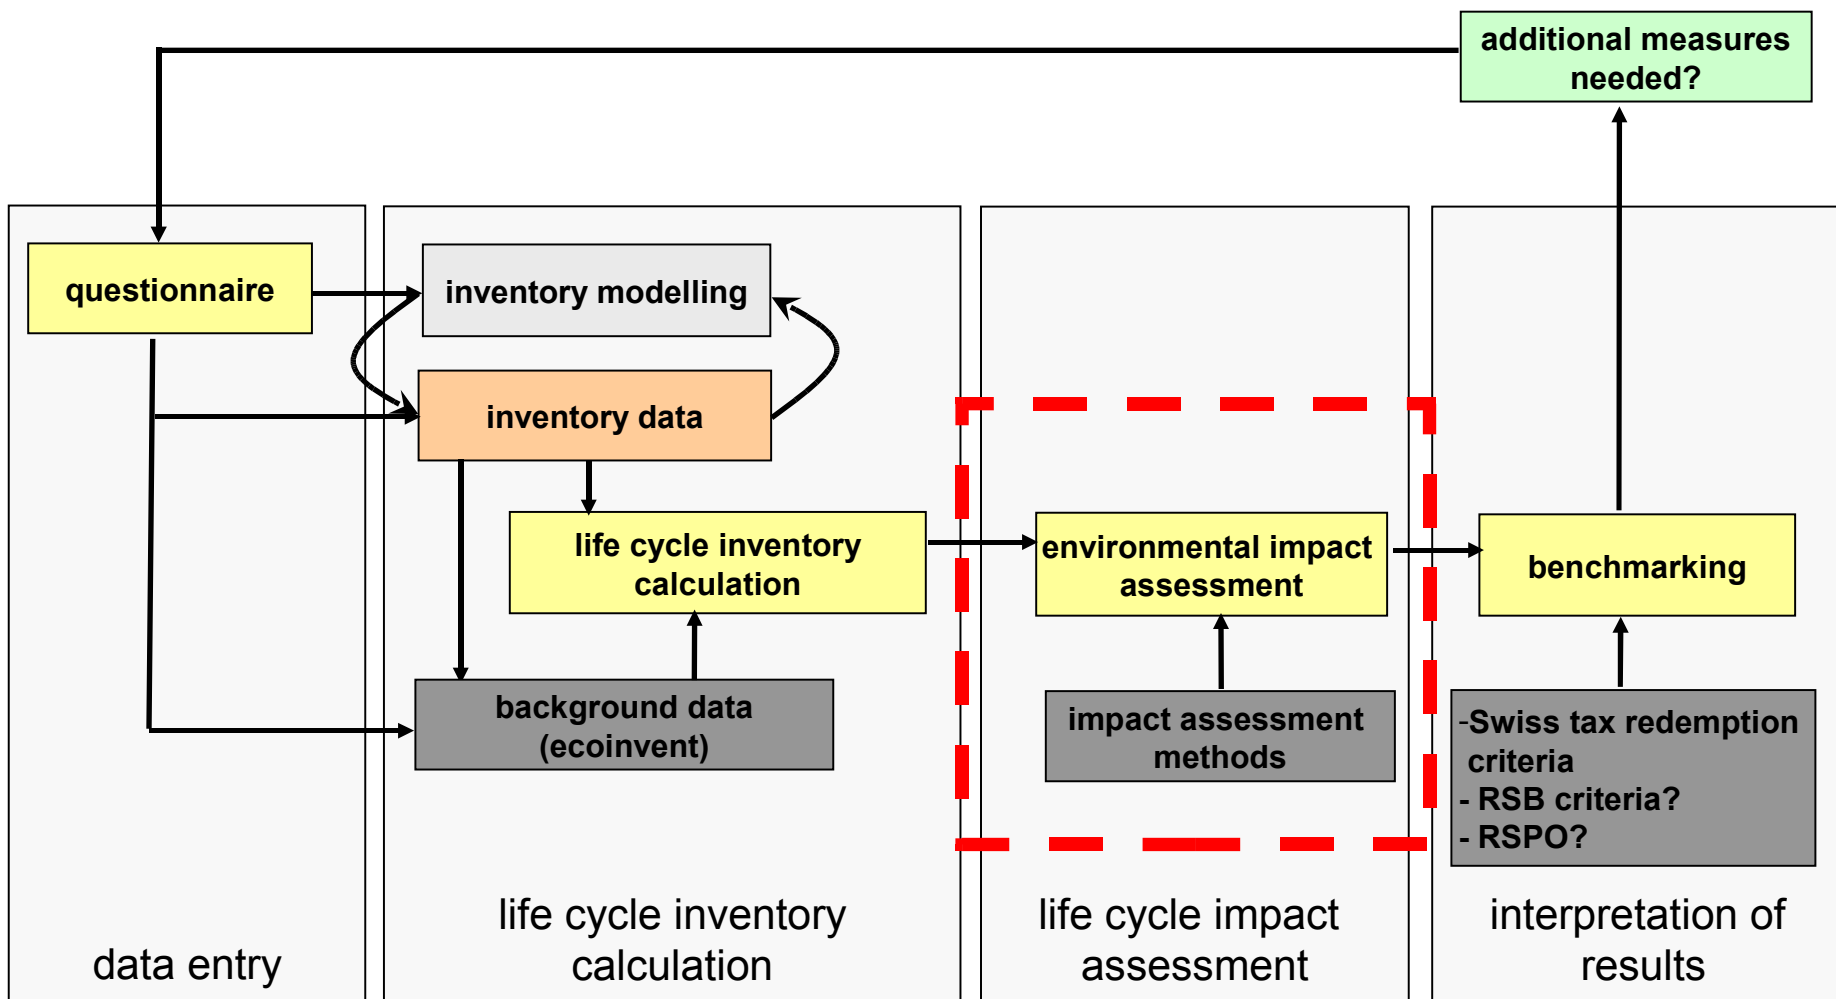 additional measures
needed?
questionnaire
inventory modelling
inventory data
life cycle inventory
calculation
background data
(ecoinvent)
environmental impact
assessment
impact assessment
methods
benchmarking
-Swiss tax redemption
criteria
- RSB criteria?
- RSPO?
data entry
life cycle inventory
calculation
life cycle impact
assessment
interpretation of
results